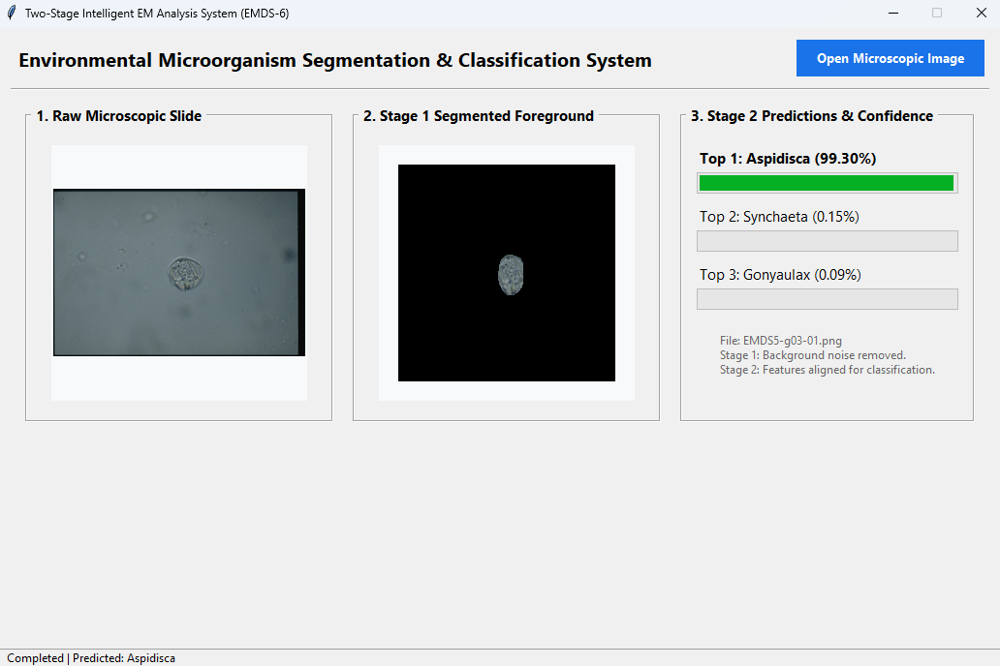 Two-Stage Intelligent EM Analysis System (EMDS-6)
Environmental Microorganism Segmentation & Classification System
Open Microscopic Image
1. Raw Microscopic Slide
2. Stage 1 Segmented Foreground
3. Stage 2 Predictions & Confidence
Top 1: Aspidisca (99.30%)
Top 2: Synchaeta (0.15%)
Top 3: Gonyaulax (0.09%)
File: EMDS5-g03-01.png
Stage 1: Background noise removed.
Stage 2: Features aligned for classification.
Completed | Predicted: Aspidisca